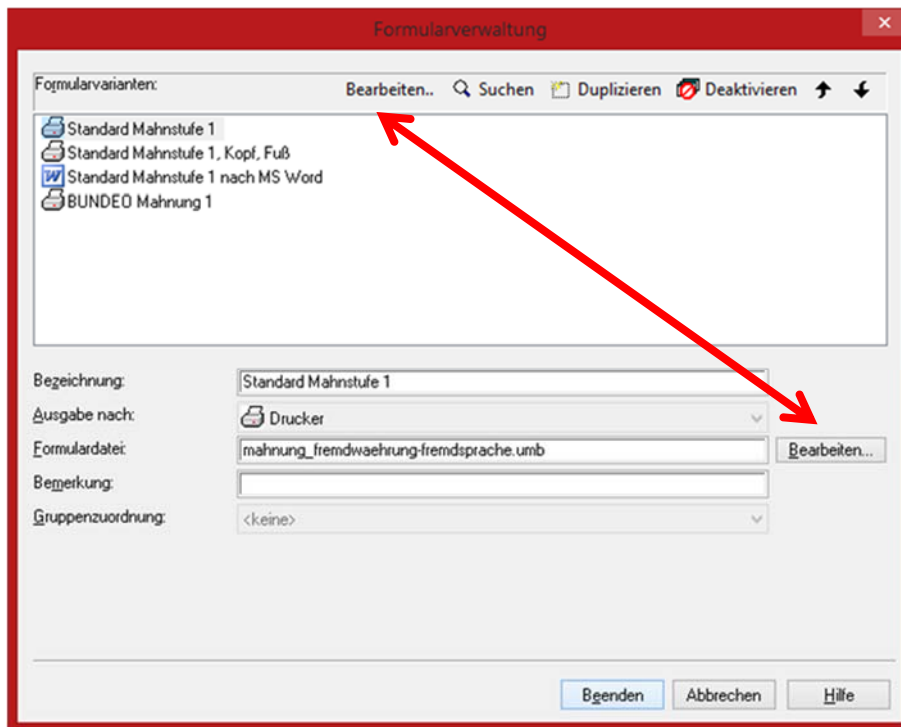 Formularverwaltung
Formularvarianten: Bearbeiten.. Suchen Duplizieren Deaktivieren
Standard Mahnstufe 1
Standard Mahnstufe 1, Kopf, Fuß
Standard Mahnstufe 1 nach MS Word
BUNDEO Mahnung 1
Bezeichnung: Standard Mahnstufe 1
Ausgabe nach: Drucker
Formulardatei: mahnung_fremdwaehrung-fremdsprache.umb Bearbeiten...
Bemerkung:
Gruppenzuordnung: <keine>
Beenden Abbrechen Hilfe